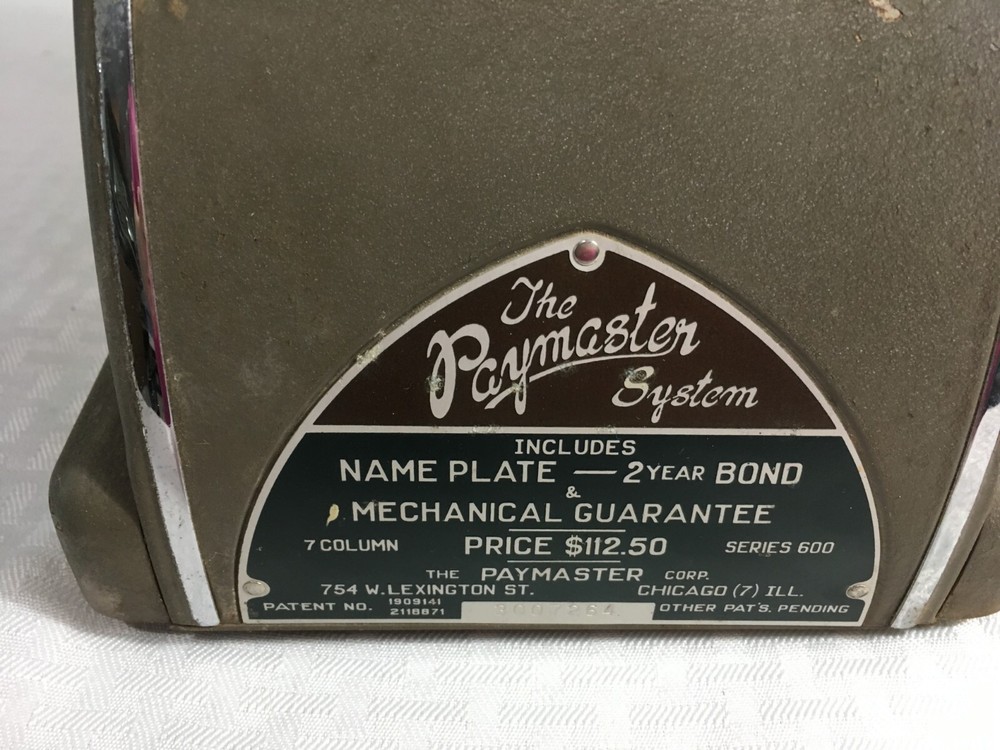 The
Paymaster
System
INCLUDES
NAME PLATE — 2 YEAR BOND
&
MECHANICAL GUARANTEE
7 COLUMN PRICE $112.50 SERIES 600
THE PAYMASTER CORP.
754 W. LEXINGTON ST. CHICAGO (7) ILL.
PATENT NO. 1909141
2118871
OTHER PAT'S. PENDING